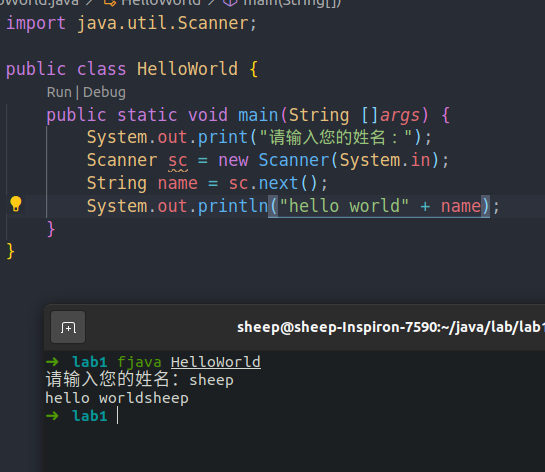 HelloWorld.java > HelloWorld > main(String[])
import java.util.Scanner;
public class HelloWorld {
Run | Debug
public static void main(String []args) {
System.out.print("请输入您的姓名：");
Scanner sc = new Scanner(System.in);
String name = sc.next();
System.out.println("hello world" + name);
}
}
sheep@sheep-Inspiron-7590:~/java/lab/lab1
➜ lab1 fjava HelloWorld
请输入您的姓名：sheep
hello worldsheep
➜ lab1